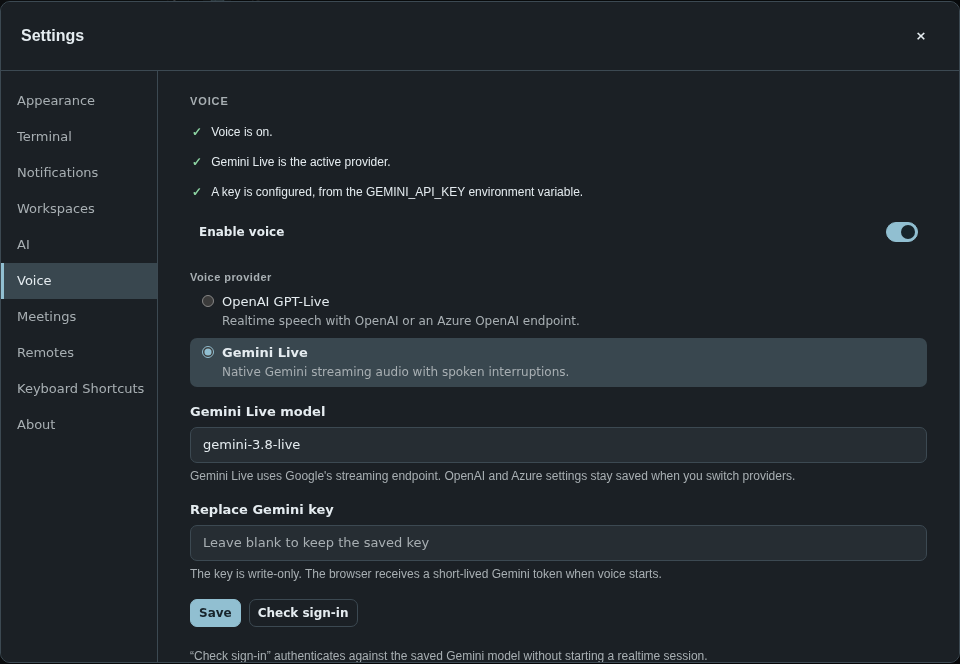 Settings
×
Appearance
Terminal
Notifications
Workspaces
AI
Voice
Meetings
Remotes
Keyboard Shortcuts
About
VOICE
✓ Voice is on.
✓ Gemini Live is the active provider.
✓ A key is configured, from the GEMINI_API_KEY environment variable.
Enable voice
Voice provider
OpenAI GPT-Live
Realtime speech with OpenAI or an Azure OpenAI endpoint.
Gemini Live
Native Gemini streaming audio with spoken interruptions.
Gemini Live model
gemini-3.8-live
Gemini Live uses Google's streaming endpoint. OpenAI and Azure settings stay saved when you switch providers.
Replace Gemini key
Leave blank to keep the saved key
The key is write-only. The browser receives a short-lived Gemini token when voice starts.
Save Check sign-in
“Check sign-in” authenticates against the saved Gemini model without starting a realtime session.